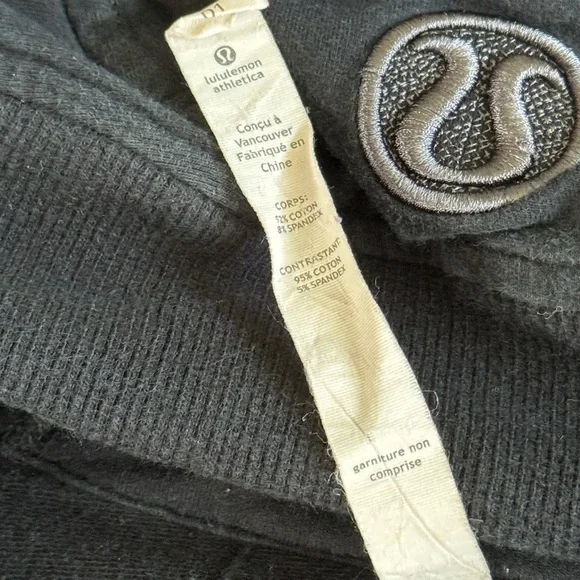 lululemon
athletica
Conçu à
Vancouver
Fabriqué en
Chine
CORPS:
92% COTON
8% SPANDEX
CONTRASTANT
95% COTON
5% SPANDEX
garniture non
comprise